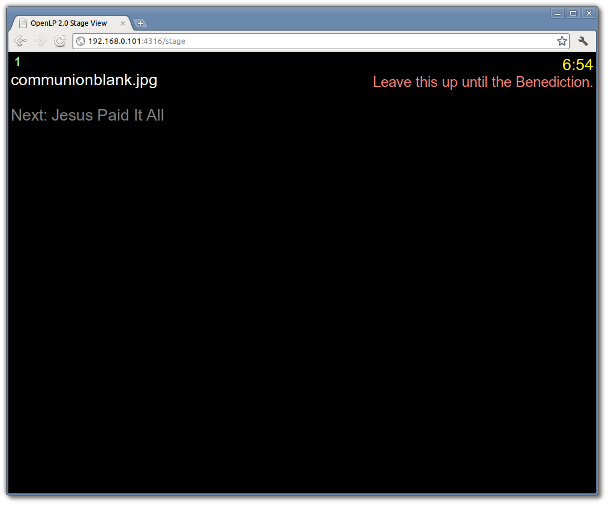 OpenLP 2.0 Stage View
192.168.0.101:4316/stage
1
6:54
communionblank.jpg
Leave this up until the Benediction.
Next: Jesus Paid It All